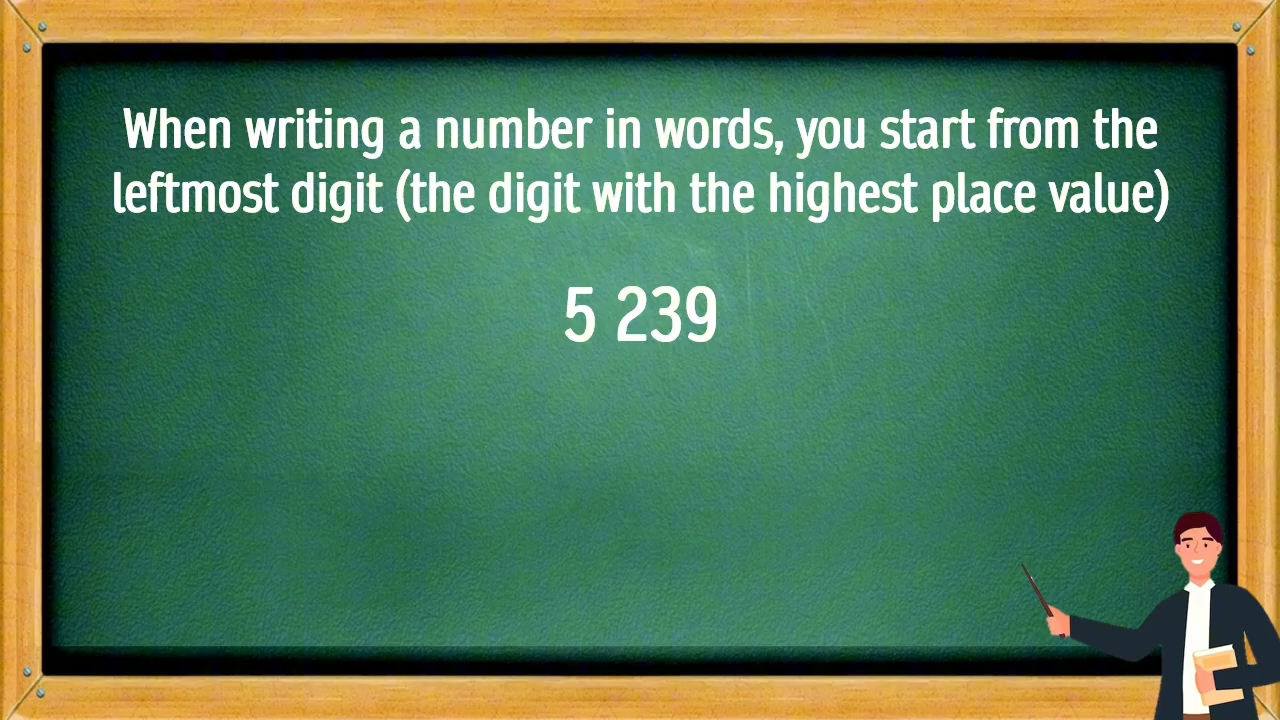 When writing a number in words, you start from the
leftmost digit (the digit with the highest place value)
5 239